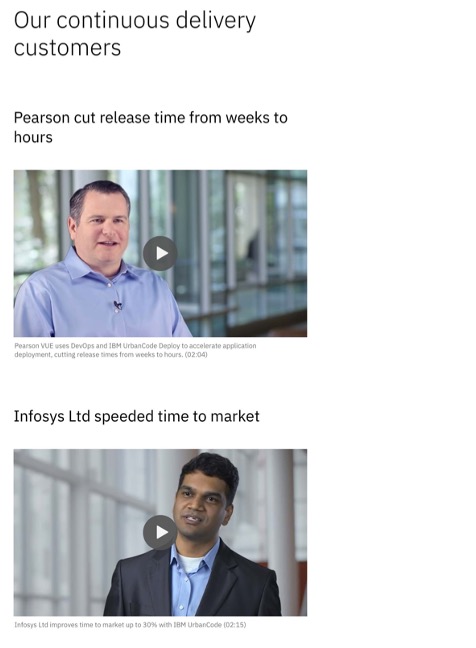 Our continuous delivery
customers
Pearson cut release time from weeks to
hours
Pearson VUE uses DevOps and IBM UrbanCode Deploy to accelerate application
deployment, cutting release times from weeks to hours. (02:04)
Infosys Ltd speeded time to market
Infosys Ltd improves time to market up to 30% with IBM UrbanCode (02:15)